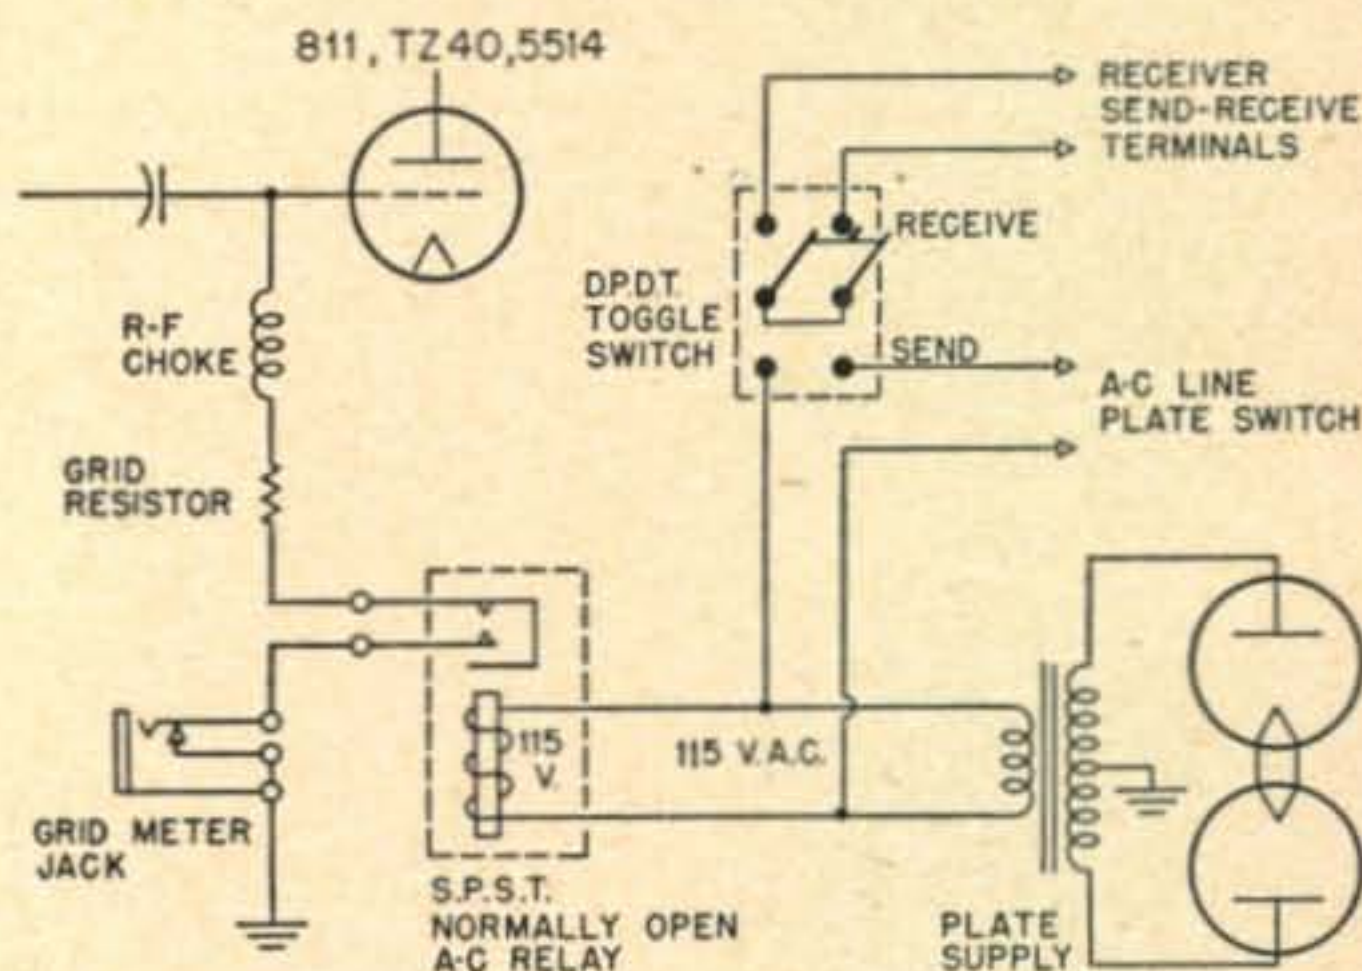 811, TZ40, 5514
RECEIVER
SEND-RECEIVE
TERMINALS
RECEIVE
D.P.D.T.
TOGGLE
SWITCH
SEND
A-C LINE
PLATE SWITCH
R-F
CHOKE
GRID
RESISTOR
115
V.
115 V.A.C.
GRID METER
JACK
S.P.S.T.
NORMALLY OPEN
A-C RELAY
PLATE
SUPPLY